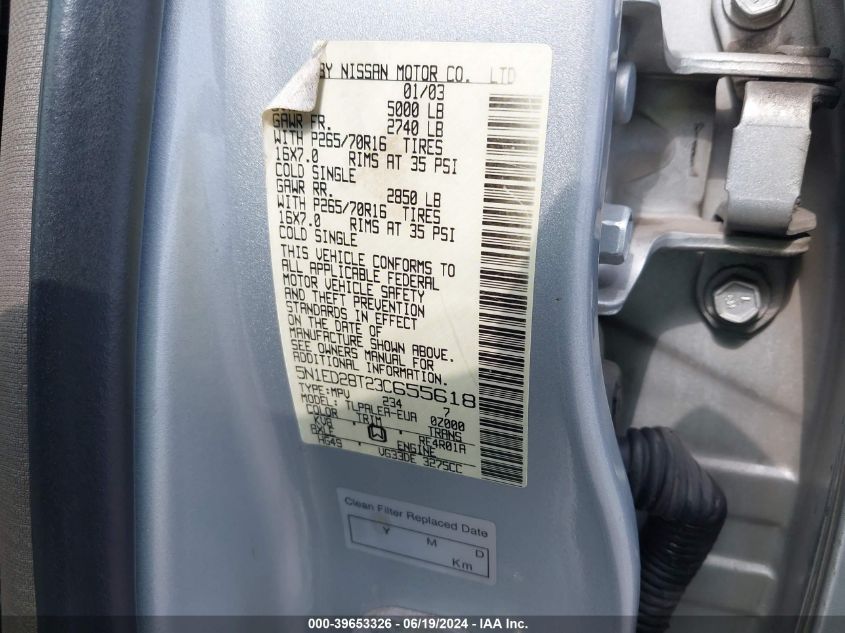 BY NISSAN MOTOR CO. LTD
01/03
5000 LB
GAWR FR. 2740 LB
WITH P265/70R16 TIRES
16X7.0 RIMS AT 35 PSI
COLD SINGLE
GAWR RR. 2850 LB
WITH P265/70R16 TIRES
16X7.0 RIMS AT 35 PSI
COLD SINGLE
THIS VEHICLE CONFORMS TO
ALL APPLICABLE FEDERAL
MOTOR VEHICLE SAFETY
AND THEFT PREVENTION
STANDARDS IN EFFECT
ON THE DATE OF
MANUFACTURE SHOWN ABOVE.
SEE OWNERS MANUAL FOR
ADDITIONAL INFORMATION.
5N1ED28T23C655618
TYPE:MPV 234 7
MODEL: TLPALEA-EUA 0Z000
COLOR TRIM TRANS
RE4R01A
AXLE ENGINE
HG49 VG33DE 3275CC
Clean Filter Replaced Date
Y M D
Km
000-39653326 - 06/19/2024 - IAA Inc.